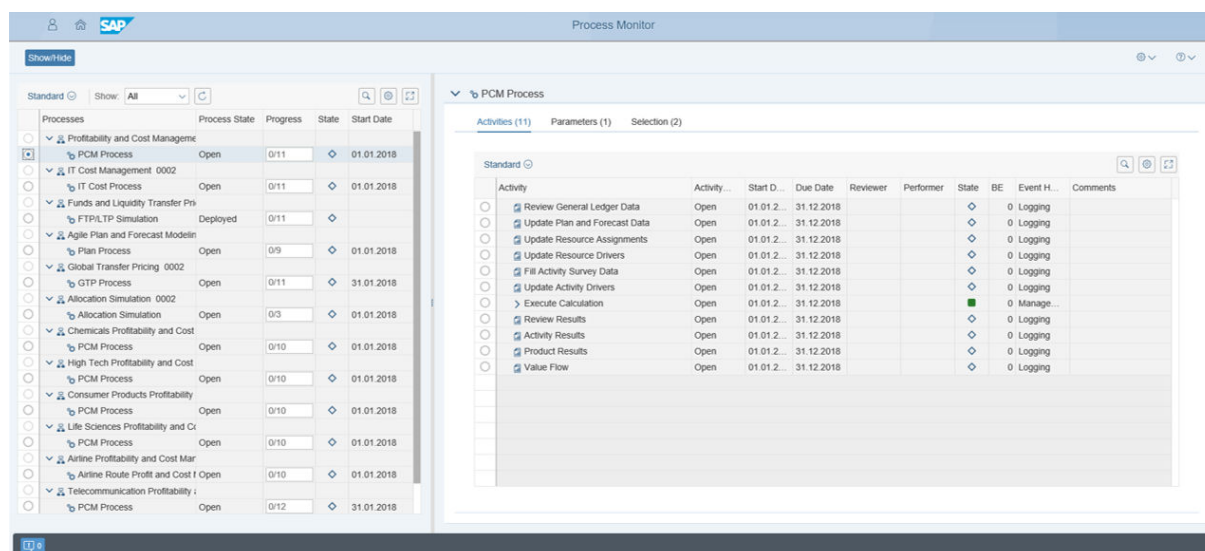 SAP Process Monitor
Show/Hide
Standard Show: All
Processes Process State Progress State Start Date
Profitability and Cost Manageme
PCM Process Open 0/11 01.01.2018
IT Cost Management 0002
IT Cost Process Open 0/11 01.01.2018
Funds and Liquidity Transfer Pri
FTP/LTP Simulation Deployed 0/11
Agile Plan and Forecast Modelin
Plan Process Open 0/9 01.01.2018
Global Transfer Pricing 0002
GTP Process Open 0/11 31.01.2018
Allocation Simulation 0002
Allocation Simulation Open 0/3 01.01.2018
Chemicals Profitability and Cost
PCM Process Open 0/10 01.01.2018
High Tech Profitability and Cost
PCM Process Open 0/10 01.01.2018
Consumer Products Profitability
PCM Process Open 0/10 01.01.2018
Life Sciences Profitability and Co
PCM Process Open 0/10 01.01.2018
Airline Profitability and Cost Mar
Airline Route Profit and Cost Open 0/10 01.01.2018
Telecommunication Profitability
PCM Process Open 0/12 31.01.2018
PCM Process
Activities (11) Parameters (1) Selection (2)
Standard
Activity Activity... Start D... Due Date Reviewer Performer State BE Event H... Comments
Review General Ledger Data Open 01.01.2... 31.12.2018 0 Logging
Update Plan and Forecast Data Open 01.01.2... 31.12.2018 0 Logging
Update Resource Assignments Open 01.01.2... 31.12.2018 0 Logging
Update Resource Drivers Open 01.01.2... 31.12.2018 0 Logging
Fill Activity Survey Data Open 01.01.2... 31.12.2018 0 Logging
Update Activity Drivers Open 01.01.2... 31.12.2018 0 Logging
Execute Calculation Open 01.01.2... 31.12.2018 0 Manage...
Review Results Open 01.01.2... 31.12.2018 0 Logging
Activity Results Open 01.01.2... 31.12.2018 0 Logging
Product Results Open 01.01.2... 31.12.2018 0 Logging
Value Flow Open 01.01.2... 31.12.2018 0 Logging
0